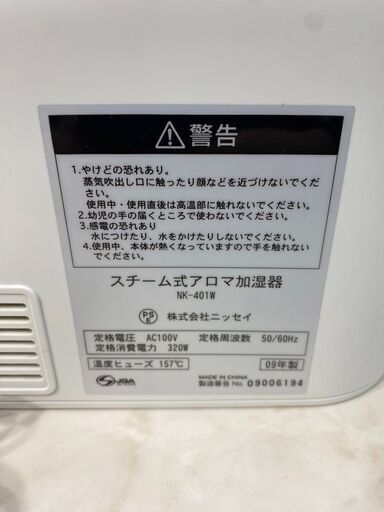 警告
1.やけどの恐れあり。
蒸気吹出し口に触ったり顔などを近づけないでくだ
さい。
使用中・使用直後は高温部に触れないでください。
2.幼児の手の届くところで使わないでください。
3.感電の恐れあり
水につけたり、水をかけたりしないでください。
4.使用中、本体が熱くなっていますので手を触れない
でください。
スチーム式アロマ加湿器
NK-401W
PS E 株式会社ニッセイ
定格電圧 AC100V 定格周波数 50/60Hz
定格消費電力 320W
温度ヒューズ 157℃ 09年製
JQA MADE IN CHINA
製造番号 No.09006194